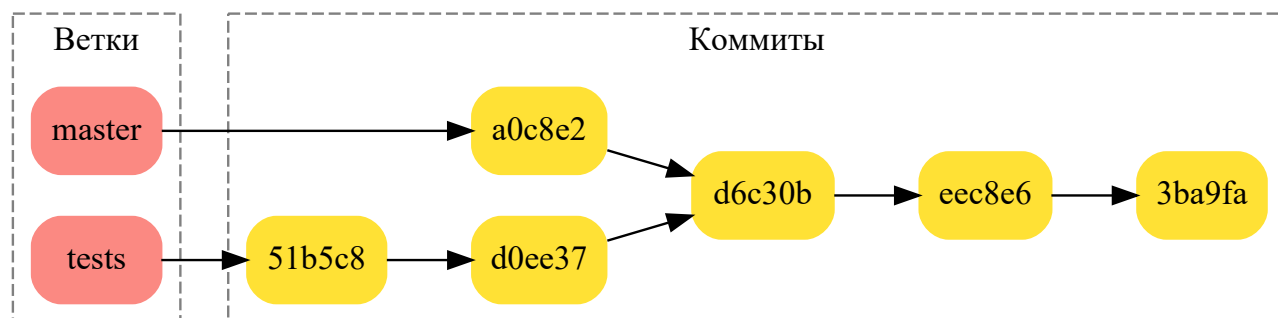 Ветки
Коммиты
master
a0c8e2
d6c30b
eec8e6
3ba9fa
tests
51b5c8
d0ee37